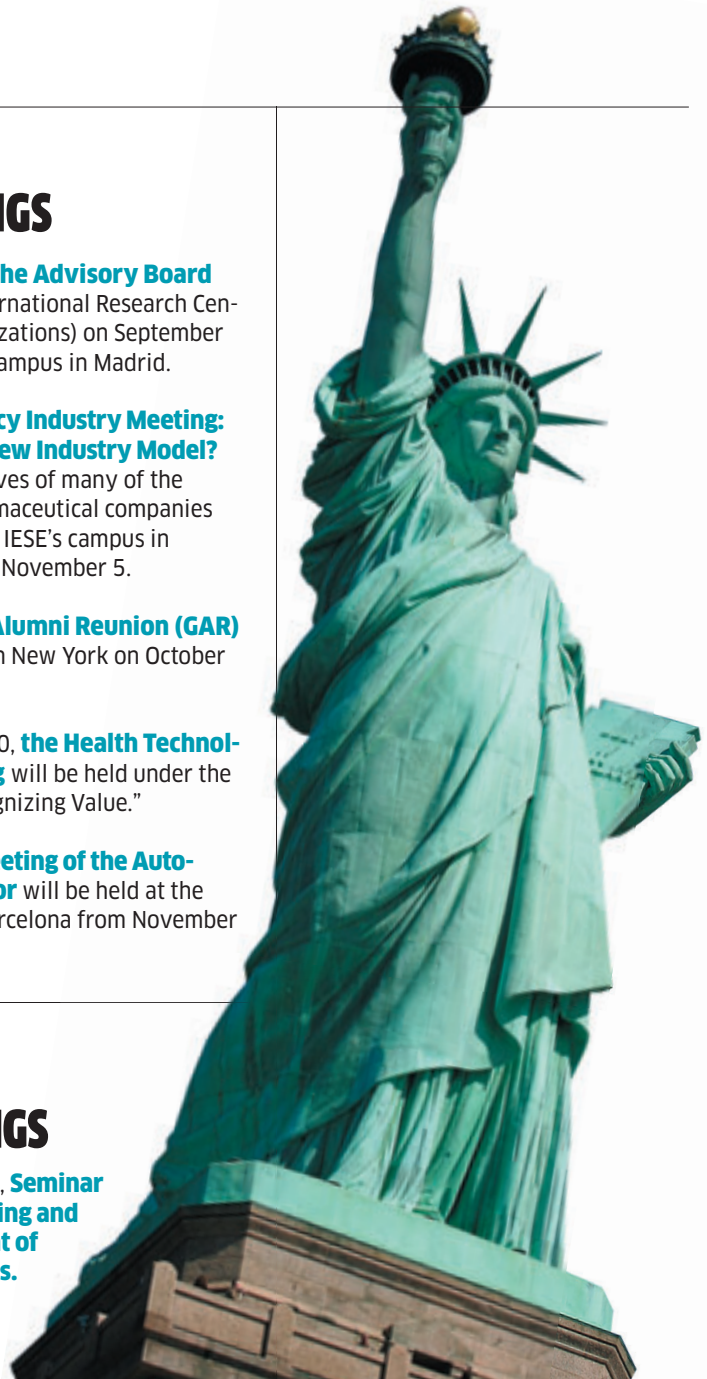 NGS
he Advisory Board
rnational Research Cen-
zations) on September
ampus in Madrid.
cy Industry Meeting:
ew Industry Model?
ves of many of the
maceutical companies
IESE's campus in
November 5.
Alumni Reunion (GAR)
n New York on October
0, the Health Technol-
g will be held under the
gnizing Value."
eeting of the Auto-
or will be held at the
rcelona from November
NGS
, Seminar
ing and
t of
s.